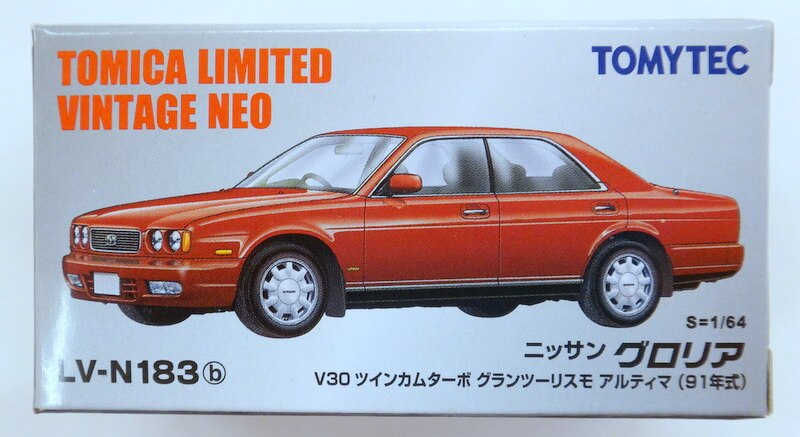 TOMICA LIMITED
VINTAGE NEO
TOMYTEC
S=1/64
LV-N183ⓑ
ニッサン グロリア
V30 ツインカムターボ グランツーリスモ アルティマ (91年式)